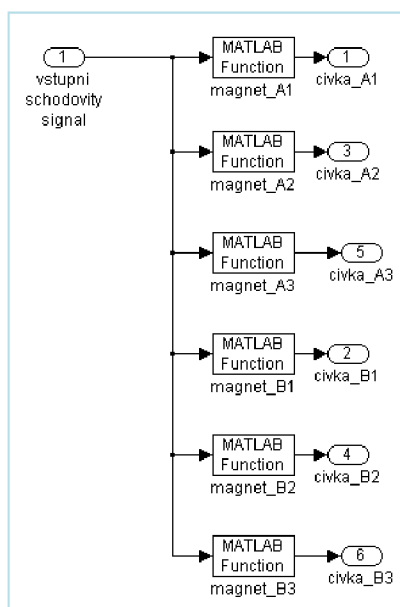 1
vstupni
schodovity
signal
MATLAB
Function
magnet_A1
1
civka_A1
MATLAB
Function
magnet_A2
3
civka_A2
MATLAB
Function
magnet_A3
5
civka_A3
MATLAB
Function
magnet_B1
2
civka_B1
MATLAB
Function
magnet_B2
4
civka_B2
MATLAB
Function
magnet_B3
6
civka_B3